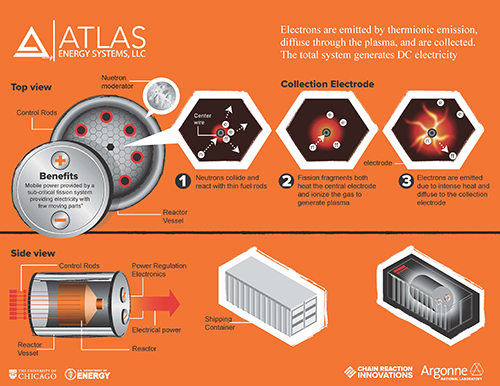 ATLAS
ENERGY SYSTEMS, LLC
Electrons are emitted by thermionic emission,
diffuse through the plasma, and are collected.
The total system generates DC electricity
Top view
Nuetron
moderator
Control Rods
Collection Electrode
Center
wire
electrode
Benefits
Mobile power provided by a
sub-critical fission system
providing electricity with
few moving parts"
Reactor
Vessel
1 Neutrons collide and
react with thin fuel rods
2 Fission fragments both
heat the central electrode
and ionize the gas to
generate plasma
3 Electrons are emitted
due to intense heat and
diffuse to the collection
electrode
Side view
Control Rods
Power Regulation
Electronics
Electrical power
Reactor
Vessel
Reactor
Shipping
Container
THE UNIVERSITY OF
CHICAGO
ENERGY
CHAIN REACTION
INNOVATIONS
Argonne
NATIONAL LABORATORY